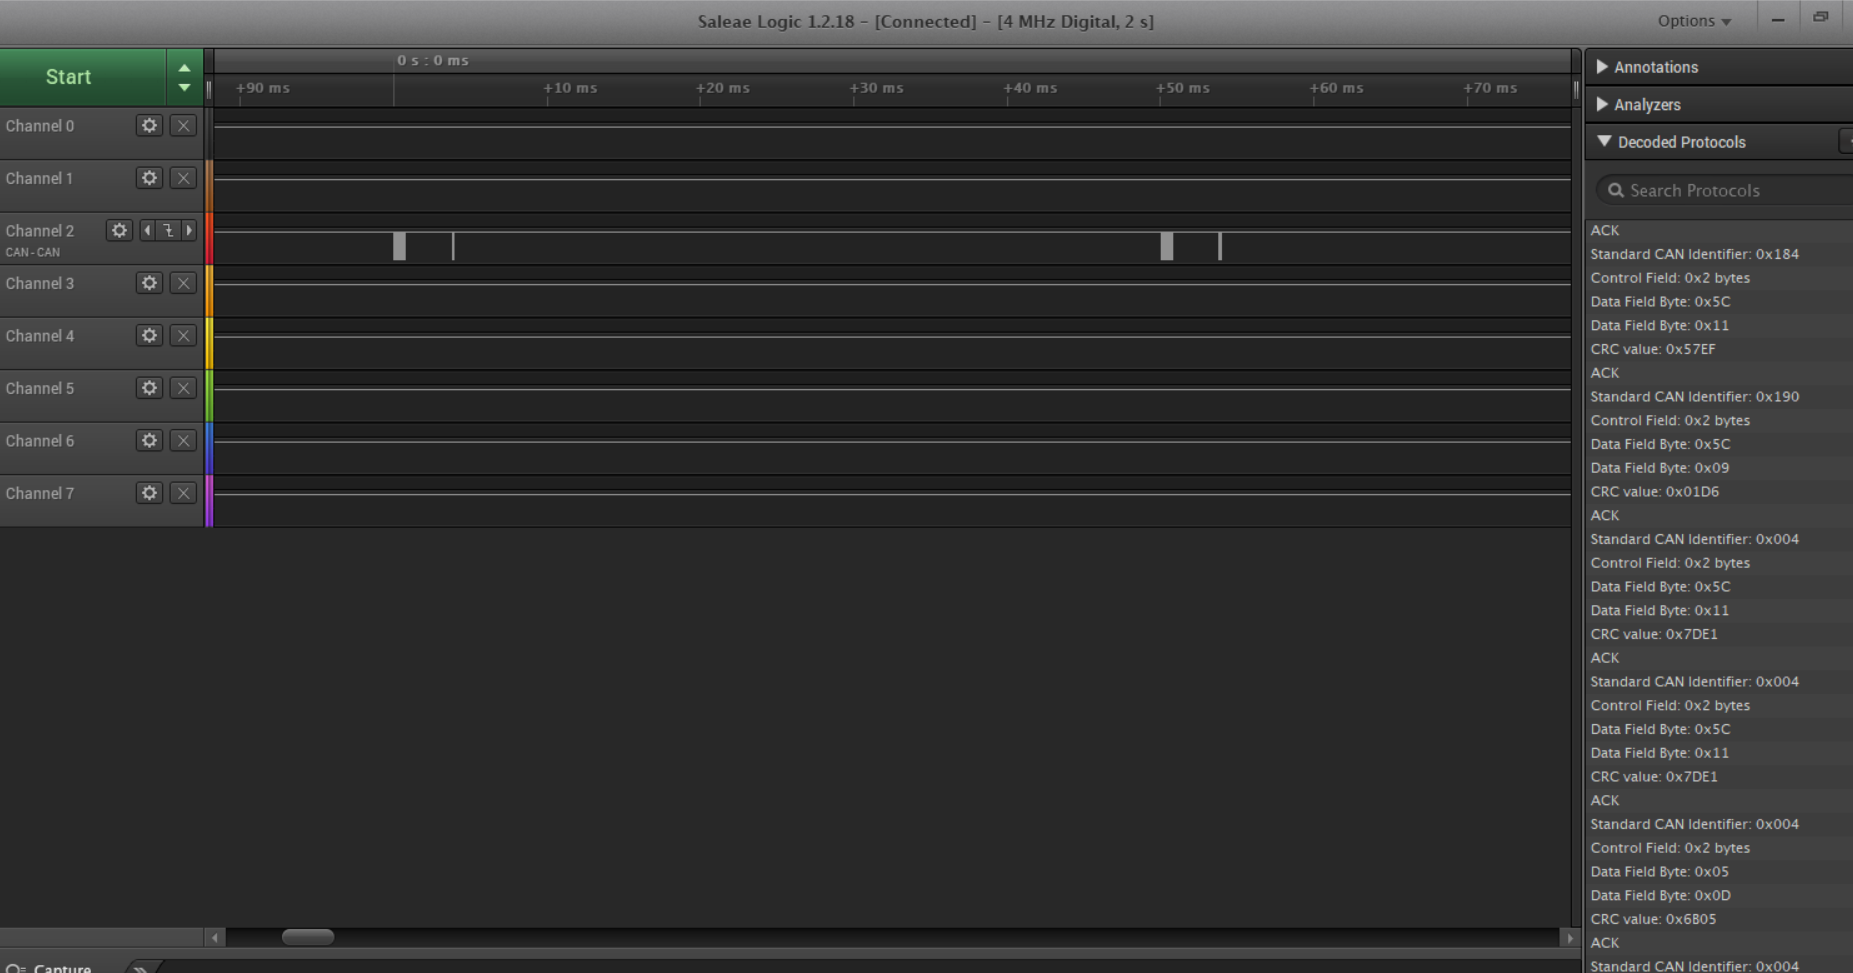 Saleae Logic 1.2.18 - [Connected] - [4 MHz Digital, 2 s]
Options
Start
0 s : 0 ms
+90 ms +10 ms +20 ms +30 ms +40 ms +50 ms +60 ms +70 ms
Channel 0
Channel 1
Channel 2
CAN - CAN
Channel 3
Channel 4
Channel 5
Channel 6
Channel 7
Capture
Annotations
Analyzers
Decoded Protocols
Search Protocols
ACK
Standard CAN Identifier: 0x184
Control Field: 0x2 bytes
Data Field Byte: 0x5C
Data Field Byte: 0x11
CRC value: 0x57EF
ACK
Standard CAN Identifier: 0x190
Control Field: 0x2 bytes
Data Field Byte: 0x5C
Data Field Byte: 0x09
CRC value: 0x01D6
ACK
Standard CAN Identifier: 0x004
Control Field: 0x2 bytes
Data Field Byte: 0x5C
Data Field Byte: 0x11
CRC value: 0x7DE1
ACK
Standard CAN Identifier: 0x004
Control Field: 0x2 bytes
Data Field Byte: 0x5C
Data Field Byte: 0x11
CRC value: 0x7DE1
ACK
Standard CAN Identifier: 0x004
Control Field: 0x2 bytes
Data Field Byte: 0x05
Data Field Byte: 0x0D
CRC value: 0x6B05
ACK
Standard CAN Identifier: 0x004